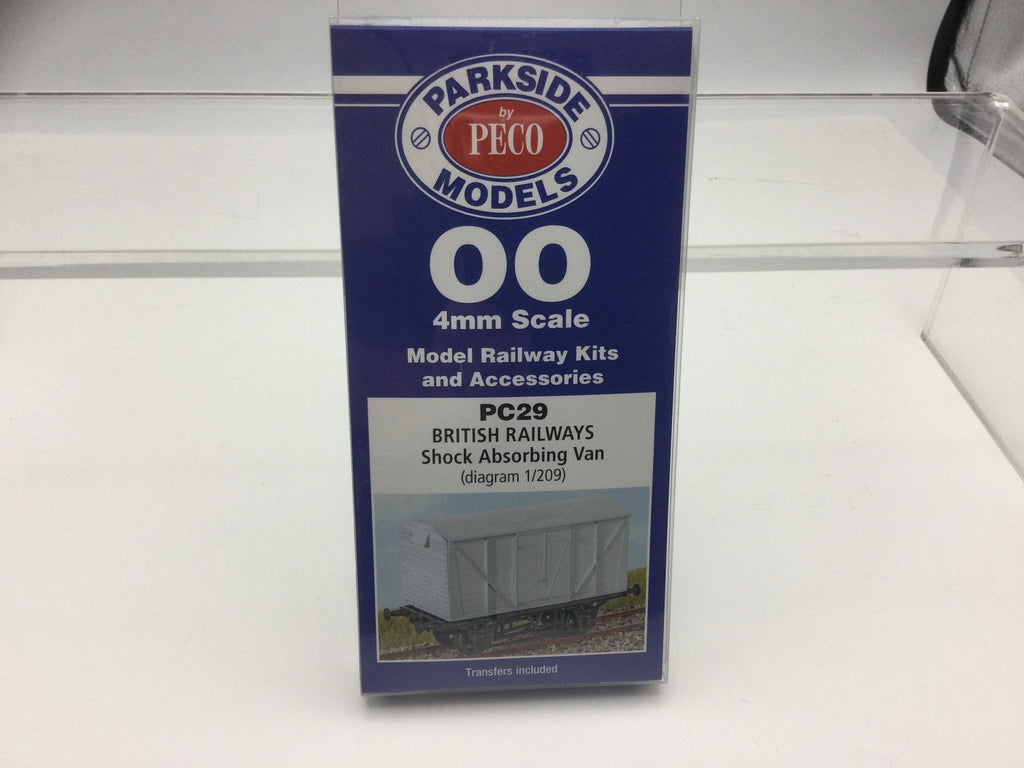 PARKSIDE
by
PECO
MODELS
OO
4mm Scale
Model Railway Kits
and Accessories
PC29
BRITISH RAILWAYS
Shock Absorbing Van
(diagram 1/209)
Transfers included